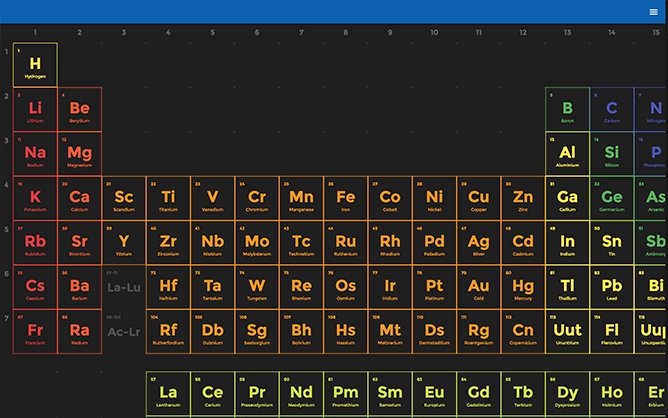 1 2 3 4 5 6 7 8 9 10 11 12 13 14 15
1
1
H
Hydrogen
2
3 4 5 6 7
Li Be B C N
Lithium Beryllium Boron Carbon Nitroge
3
11 12 13 14 15
Na Mg Al Si P
Sodium Magnesium Aluminium Silicon Phosphor
4
19 20 21 22 23 24 25 26 27 28 29 30 31 32 33
K Ca Sc Ti V Cr Mn Fe Co Ni Cu Zn Ga Ge As
Potassium Calcium Scandium Titanium Vanadium Chromium Manganese Iron Cobalt Nickel Copper Zinc Gallium Germanium Arseni
5
37 38 39 40 41 42 43 44 45 46 47 48 49 50 51
Rb Sr Y Zr Nb Mo Tc Ru Rh Pd Ag Cd In Sn Sb
Rubidium Strontium Yttrium Zirconium Niobium Molybdenum Technetium Ruthenium Rhodium Palladium Silver Cadmium Indium Tin Antimon
6
55 56 57-71 72 73 74 75 76 77 78 79 80 81 82 83
Cs Ba La-Lu Hf Ta W Re Os Ir Pt Au Hg Tl Pb Bi
Caesium Barium Hafnium Tantalum Tungsten Rhenium Osmium Iridium Platinum Gold Mercury Thallium Lead Bismuth
7
87 88 89-103 104 105 106 107 108 109 110 111 112 113 114 115
Fr Ra Ac-Lr Rf Db Sg Bh Hs Mt Ds Rg Cn Uut Fl Uup
Francium Radium Rutherfordium Dubnium Seaborgium Bohrium Hassium Meitnerium Darmstadtium Roentgenium Copernicium Ununtrium Flerovium Ununpentiu
57 58 59 60 61 62 63 64 65 66 67 68
La Ce Pr Nd Pm Sm Eu Gd Tb Dy Ho Er
Lanthanum Cerium Praseodymium Neodymium Promethium Samarium Europium Gadolinium Terbium Dysprosium Holmium Erbiu